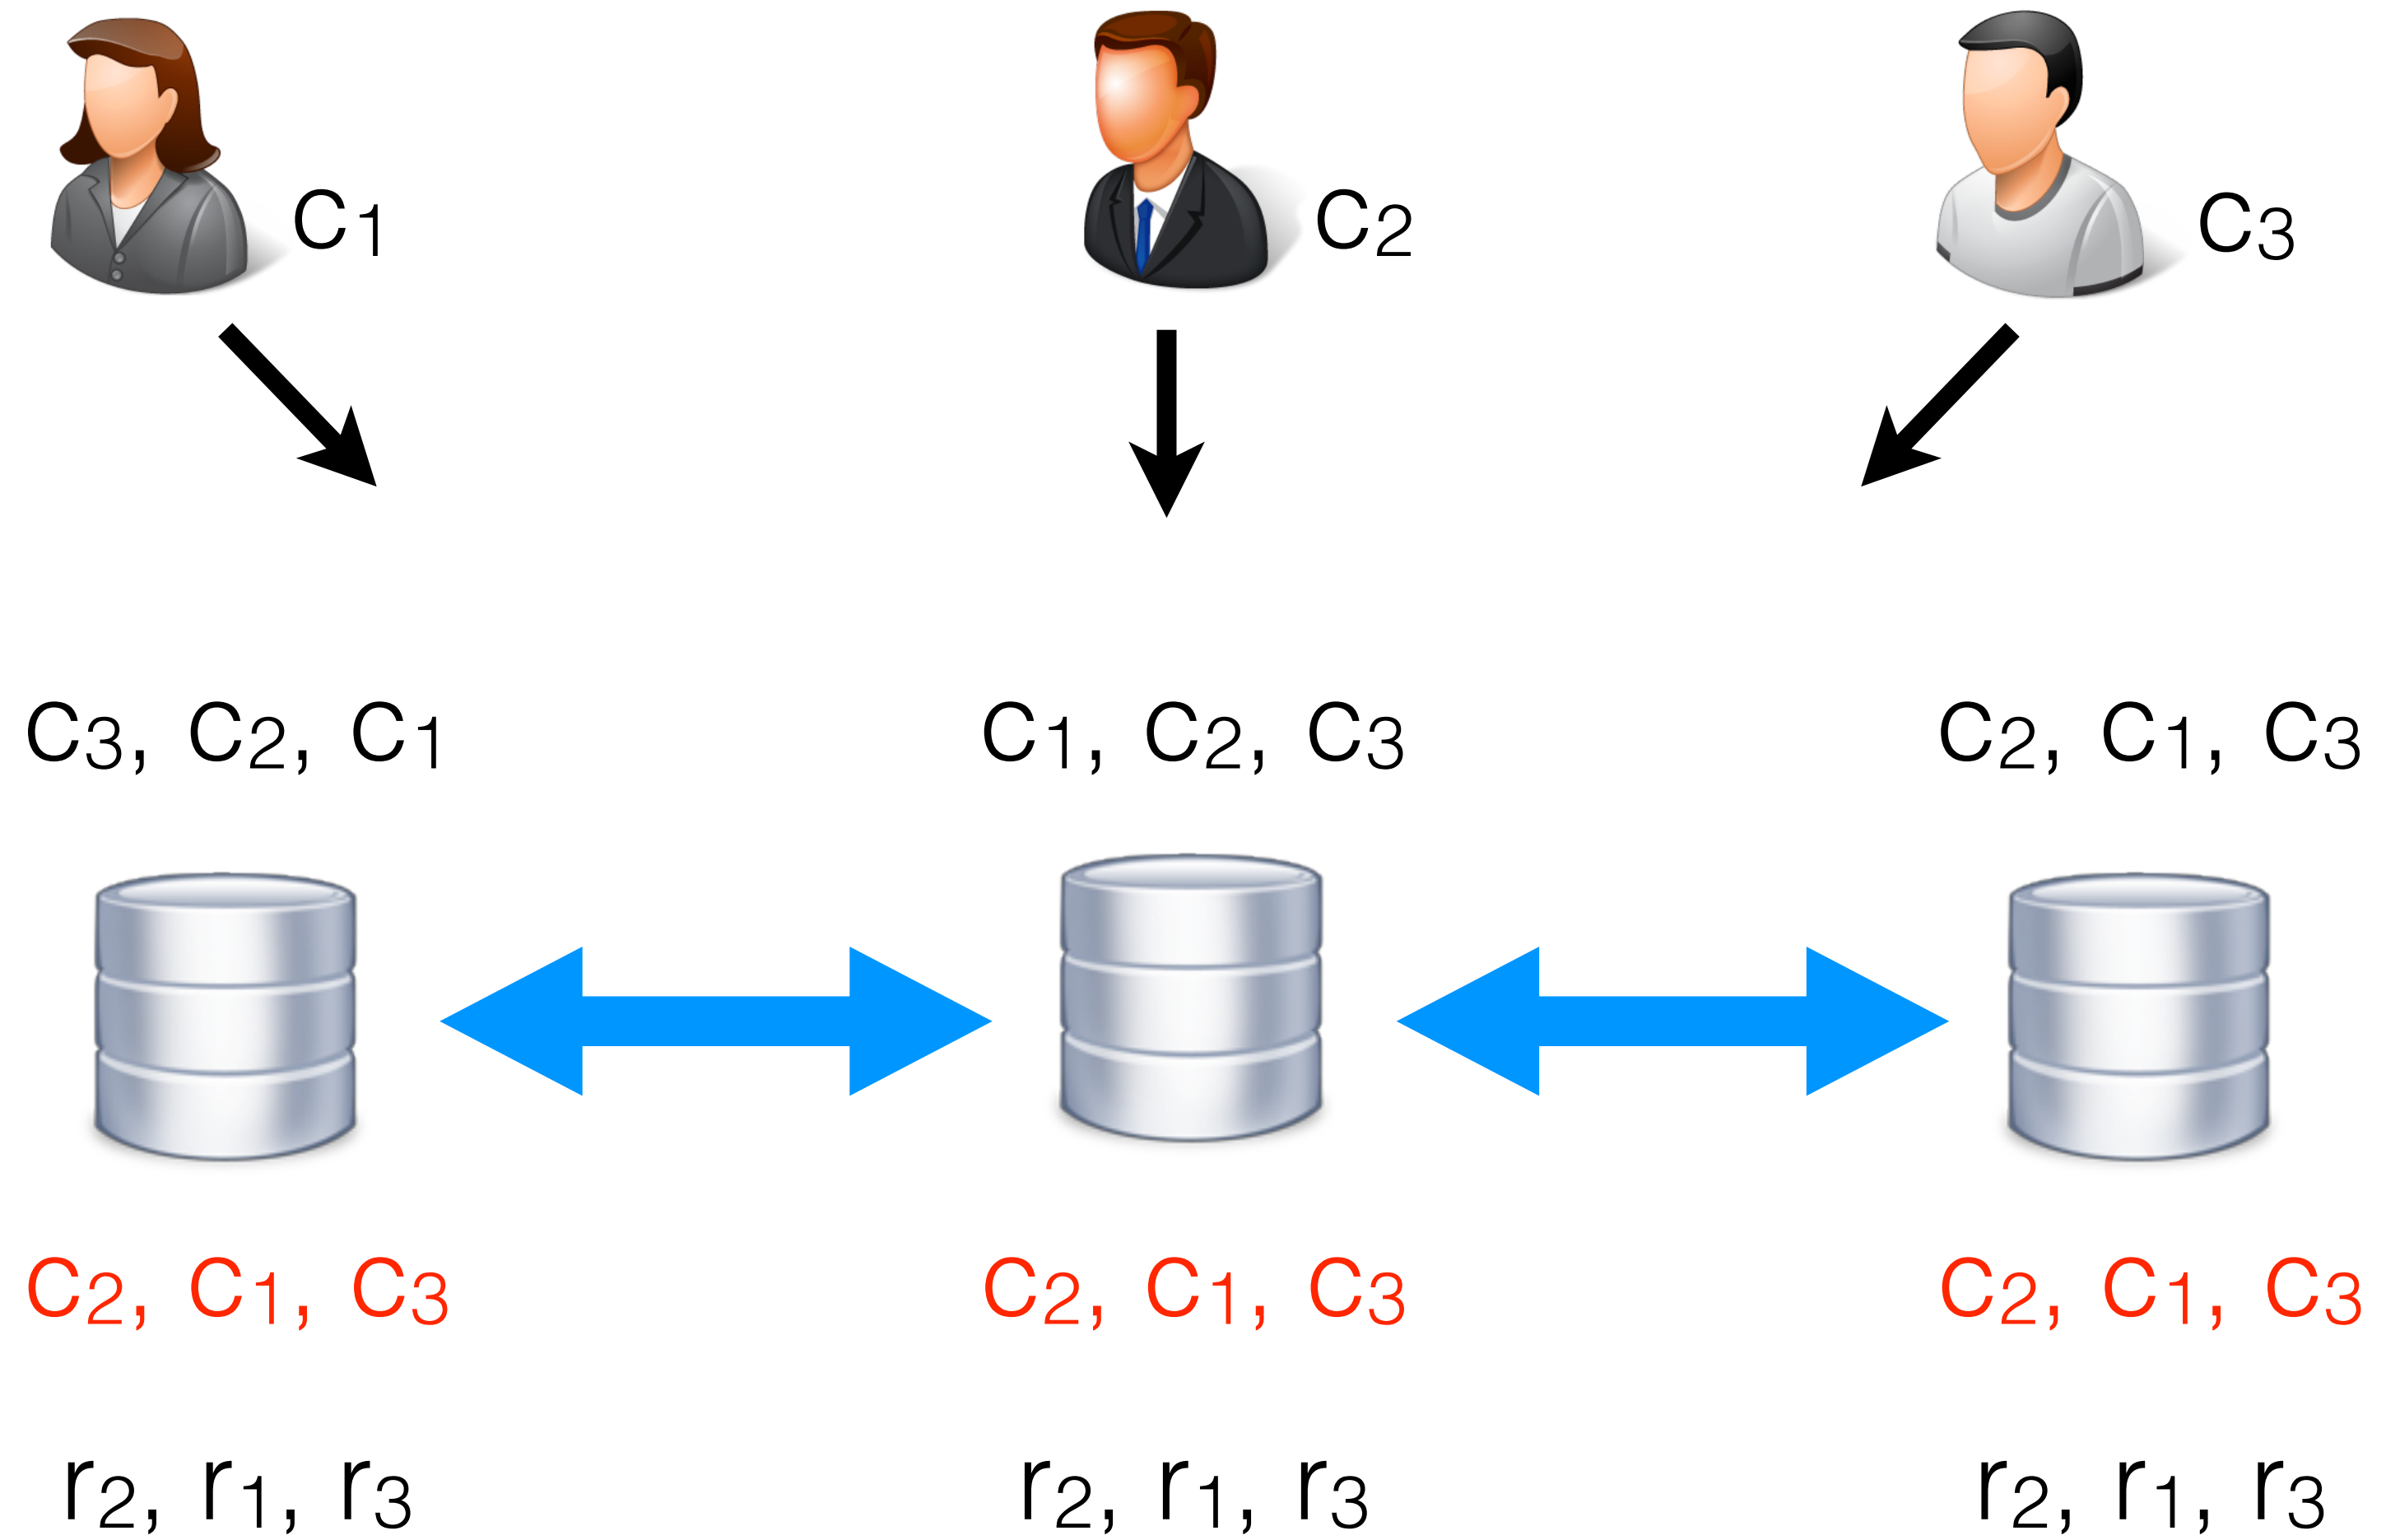 c1 c2 c3
c3, c2, c1 c1, c2, c3 c2, c1, c3
c2, c1, c3 c2, c1, c3 c2, c1, c3
r2, r1, r3 r2, r1, r3 r2, r1, r3